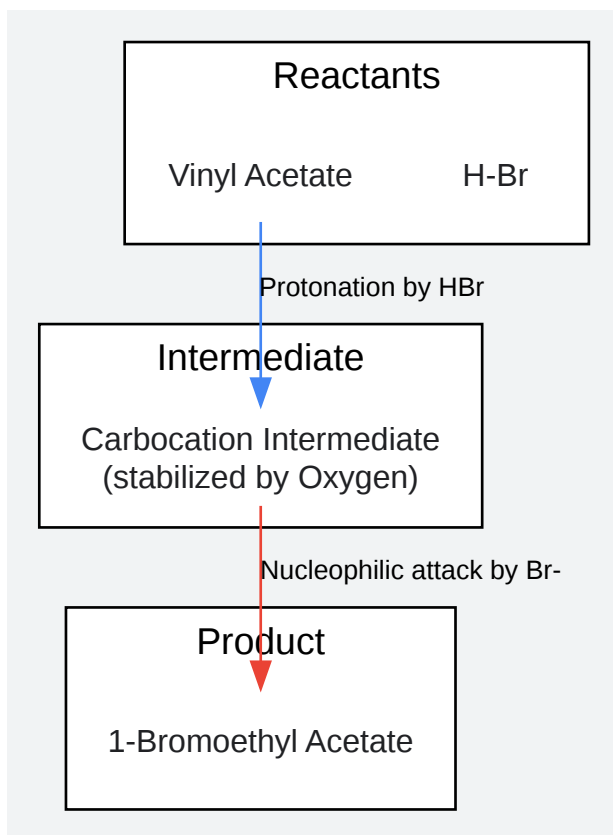 Reactants
Vinyl Acetate H-Br
Protonation by HBr
Intermediate
Carbocation Intermediate
(stabilized by Oxygen)
Nucleophilic attack by Br-
Product
1-Bromoethyl Acetate